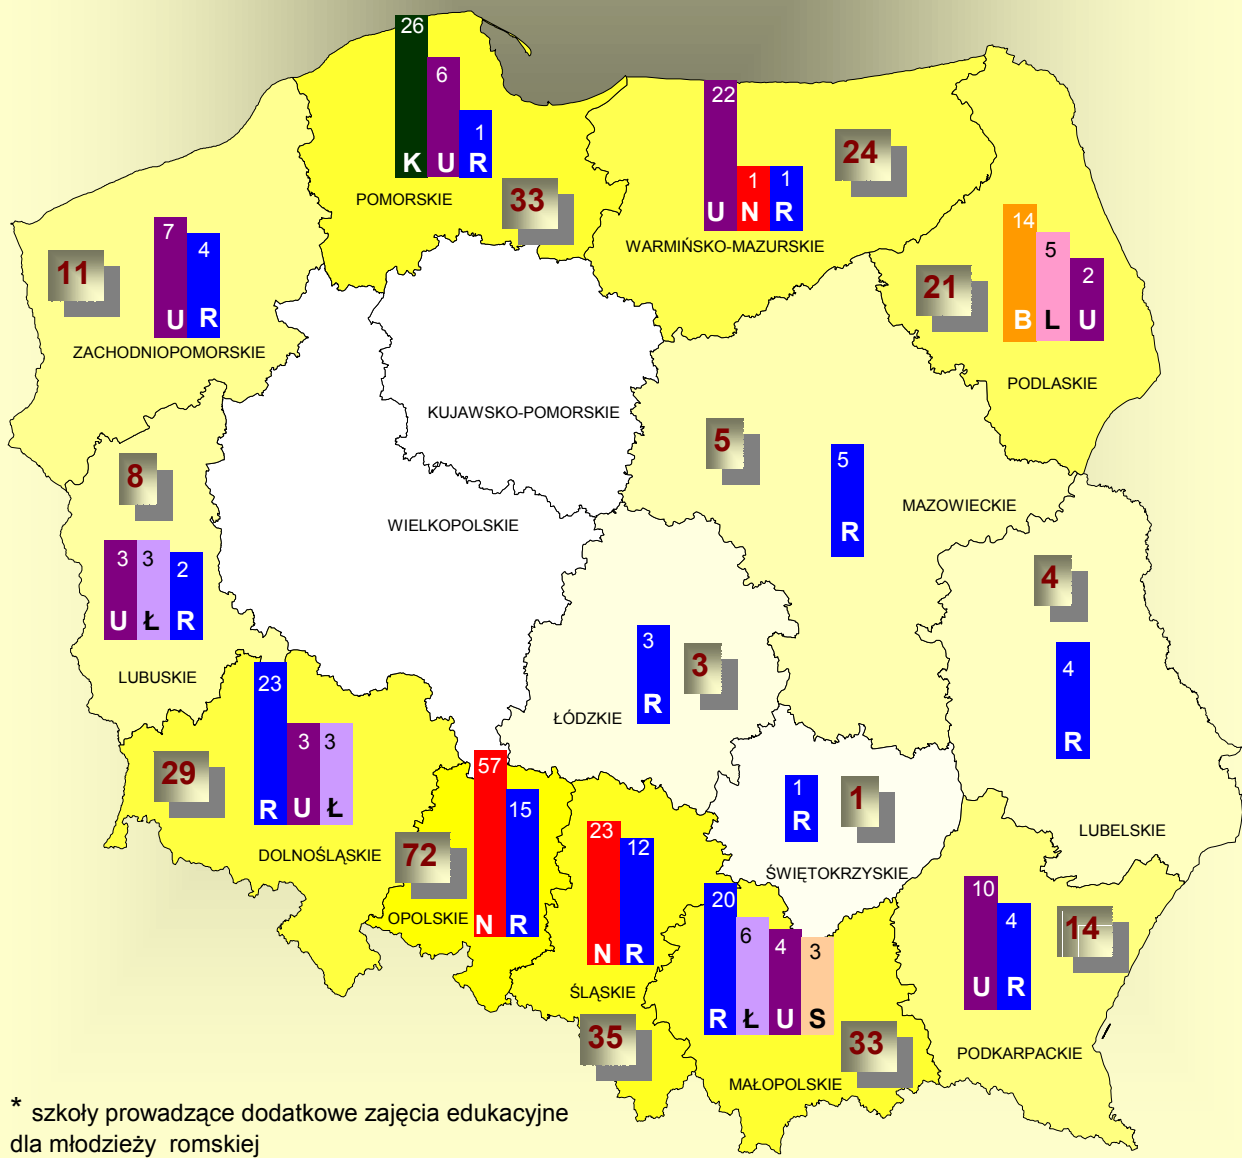 26
6
1
K U R
POMORSKIE
33
22
1
1
U N R
WARMIŃSKO-MAZURSKIE
24
14
5
2
B L U
21
PODLASKIE
7
4
U R
11
ZACHODNIOPOMORSKIE
KUJAWSKO-POMORSKIE
WIELKOPOLSKIE
5
5
R
MAZOWIECKIE
8
3
3
2
U Ł R
LUBUSKIE
4
4
R
LUBELSKIE
3
R
3
ŁÓDZKIE
23
3
3
R U Ł
29
DOLNOŚLĄSKIE
57
15
N R
72
OPOLSKIE
23
12
N R
ŚLĄSKIE
35
1
R
1
ŚWIĘTOKRZYSKIE
20
6
4
3
R Ł U S
33
MAŁOPOLSKIE
10
4
U R
14
PODKARPACKIE
* szkoły prowadzące dodatkowe zajęcia edukacyjne
dla młodzieży romskiej